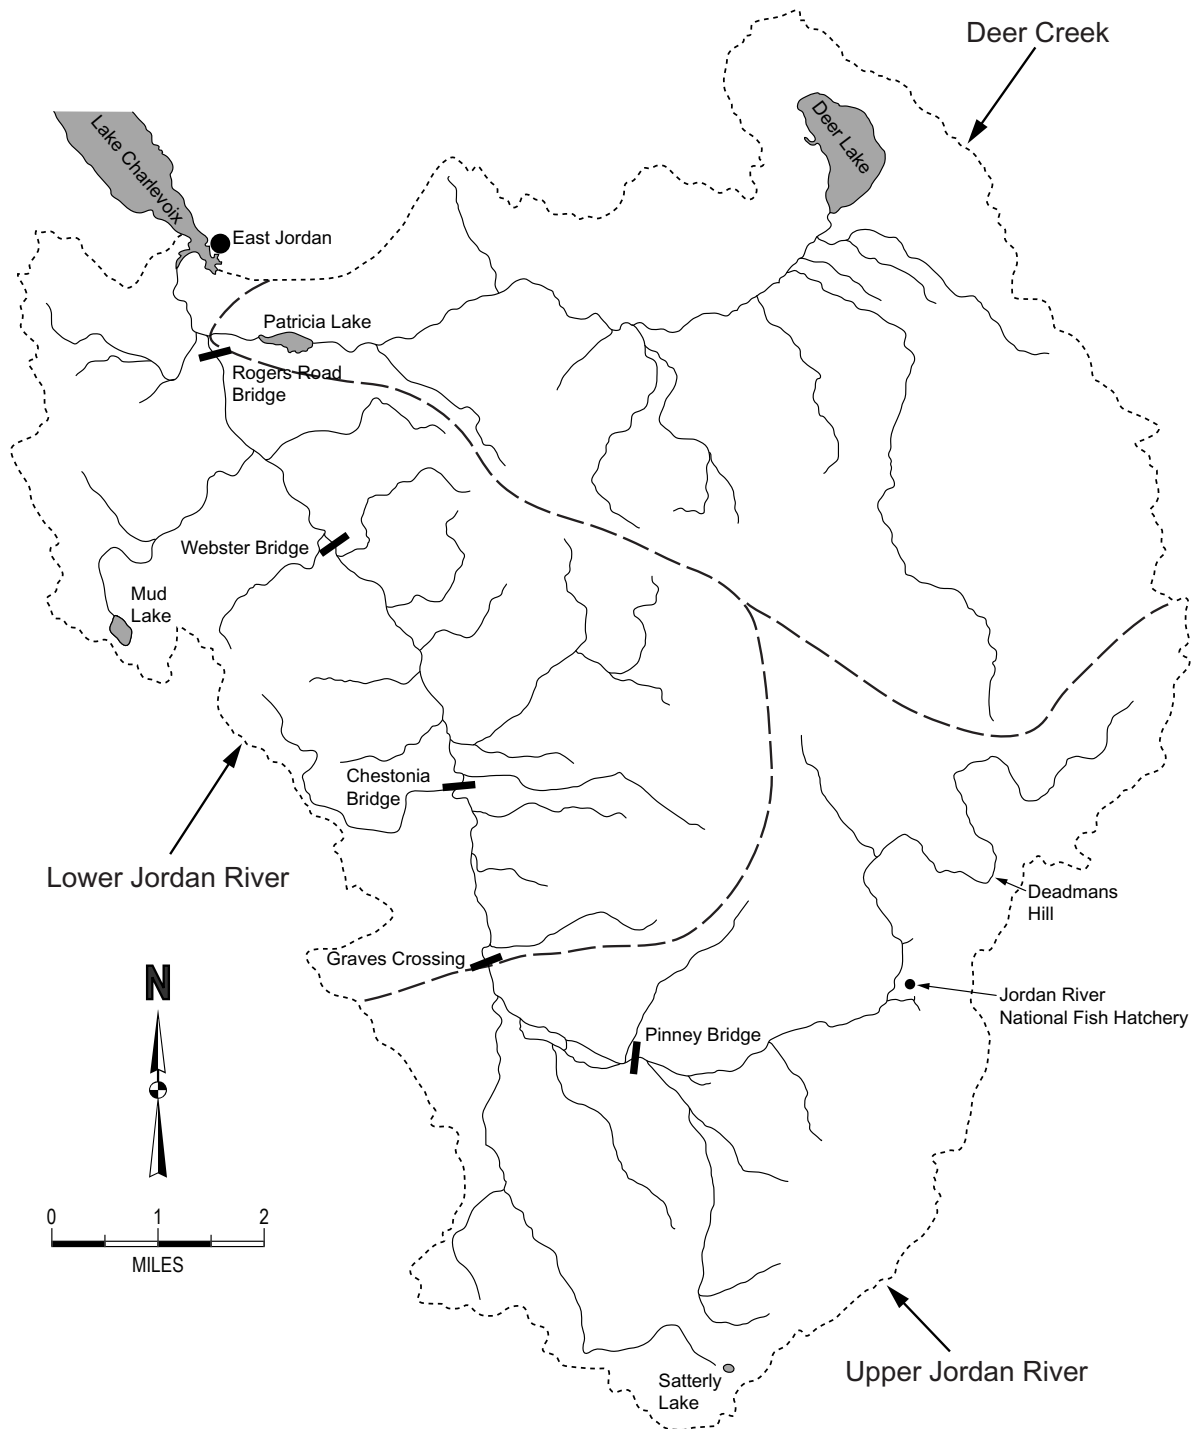 Deer Creek
Deer Lake
Lake Charlevoix
East Jordan
Patricia Lake
Rogers Road
Bridge
Webster Bridge
Mud
Lake
Chestonia
Bridge
Lower Jordan River
Deadmans
Hill
Graves Crossing
N
Jordan River
National Fish Hatchery
Pinney Bridge
0 1 2
MILES
Upper Jordan River
Satterly
Lake